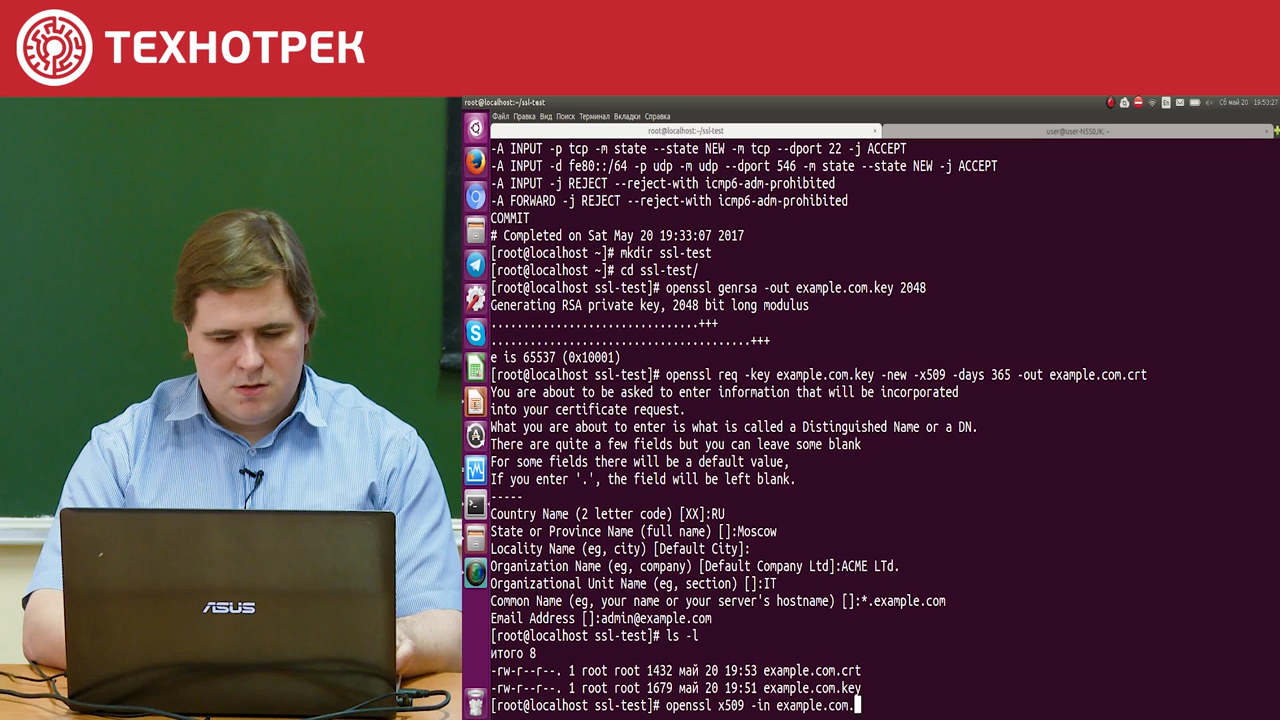 ТЕХНОТРЕК
root@localhost:~/ssl-test
Сб май 20 19:53:27
Файл Правка Вид Поиск Терминал Вкладки Справка
root@localhost:~/ssl-test
user@user-N550JK: ~
-A INPUT -p tcp -m state --state NEW -m tcp --dport 22 -j ACCEPT
-A INPUT -d fe80::/64 -p udp -m udp --dport 546 -m state --state NEW -j ACCEPT
-A INPUT -j REJECT --reject-with icmp6-adm-prohibited
-A FORWARD -j REJECT --reject-with icmp6-adm-prohibited
COMMIT
# Completed on Sat May 20 19:33:07 2017
[root@localhost ~]# mkdir ssl-test
[root@localhost ~]# cd ssl-test/
[root@localhost ssl-test]# openssl genrsa -out example.com.key 2048
Generating RSA private key, 2048 bit long modulus
................................+++
........................................+++
e is 65537 (0x10001)
[root@localhost ssl-test]# openssl req -key example.com.key -new -x509 -days 365 -out example.com.crt
You are about to be asked to enter information that will be incorporated
into your certificate request.
What you are about to enter is what is called a Distinguished Name or a DN.
There are quite a few fields but you can leave some blank
For some fields there will be a default value,
If you enter '.', the field will be left blank.
-----
Country Name (2 letter code) [XX]:RU
State or Province Name (full name) []:Moscow
Locality Name (eg, city) [Default City]:
Organization Name (eg, company) [Default Company Ltd]:ACME LTd.
Organizational Unit Name (eg, section) []:IT
Common Name (eg, your name or your server's hostname) []:*.example.com
Email Address []:admin@example.com
[root@localhost ssl-test]# ls -l
итого 8
-rw-r--r--. 1 root root 1432 май 20 19:53 example.com.crt
-rw-r--r--. 1 root root 1679 май 20 19:51 example.com.key
[root@localhost ssl-test]# openssl x509 -in example.com.
ASUS